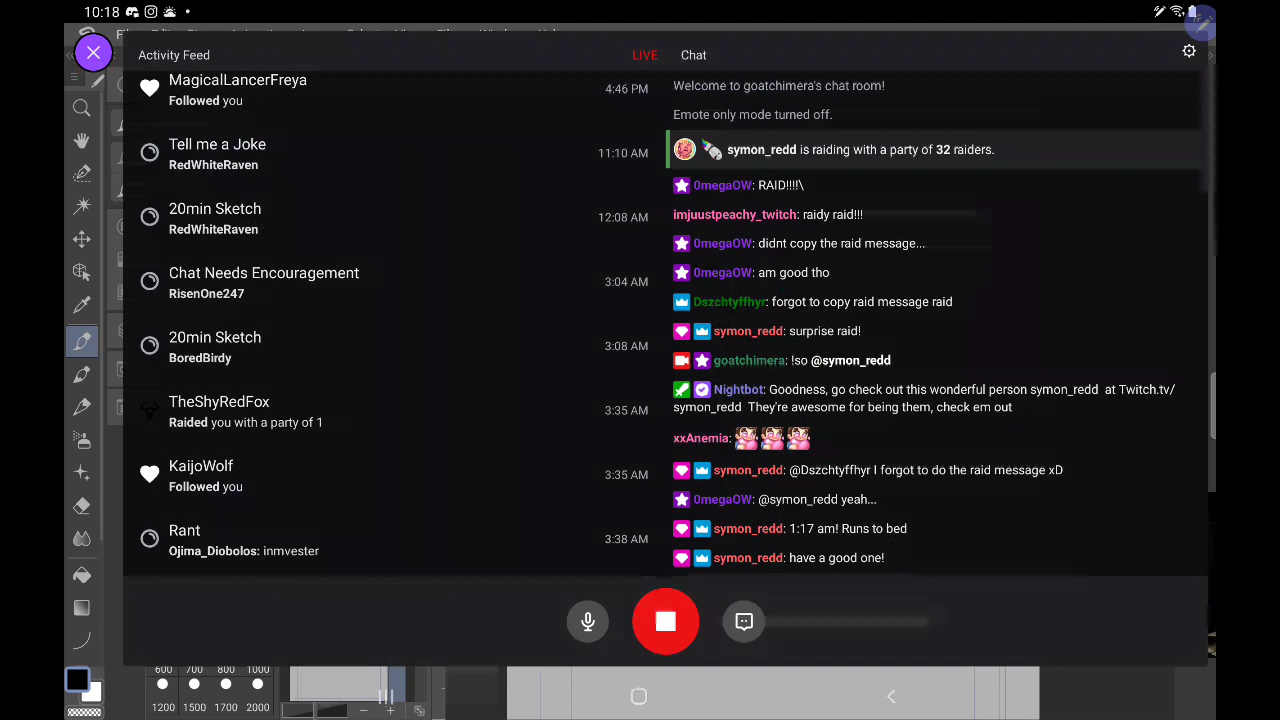 10:18
Activity Feed
LIVE
Chat
MagicalLancerFreya
Followed you
4:46 PM
Tell me a Joke
RedWhiteRaven
11:10 AM
20min Sketch
RedWhiteRaven
12:08 AM
Chat Needs Encouragement
RisenOne247
3:04 AM
20min Sketch
BoredBirdy
3:08 AM
TheShyRedFox
Raided you with a party of 1
3:35 AM
KaijoWolf
Followed you
3:35 AM
Rant
Ojima_Diobolos: inmvester
3:38 AM
Welcome to goatchimera's chat room!
Emote only mode turned off.
symon_redd is raiding with a party of 32 raiders.
0megaOW: RAID!!!!\
imjuustpeachy_twitch: raidy raid!!!
0megaOW: didnt copy the raid message...
0megaOW: am good tho
Dszchtyffhyr: forgot to copy raid message raid
symon_redd: surprise raid!
goatchimera: !so @symon_redd
Nightbot: Goodness, go check out this wonderful person symon_redd at Twitch.tv/
symon_redd They're awesome for being them, check em out
xxAnemia:
symon_redd: @Dszchtyffhyr I forgot to do the raid message xD
0megaOW: @symon_redd yeah...
symon_redd: 1:17 am! Runs to bed
symon_redd: have a good one!
600 700 800 1000
1200 1500 1700 2000